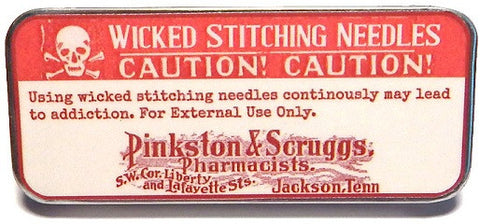 WICKED STITCHING NEEDLES
CAUTION! CAUTION!
Using wicked stitching needles continously may lead
to addiction. For External Use Only.
Pinkston & Scruggs,
Pharmacists.
S.W. Cor. Liberty
and Lafayette Sts.
Jackson, Tenn